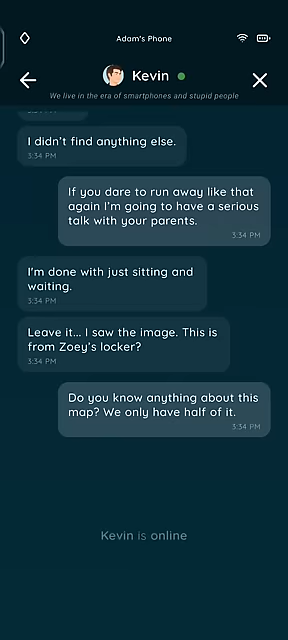 Adam's Phone
Kevin
We live in the era of smartphones and stupid people
I didn't find anything else.
3:34 PM
If you dare to run away like that
again I'm going to have a serious
talk with your parents.
3:34 PM
I'm done with just sitting and
waiting.
3:34 PM
Leave it... I saw the image. This is
from Zoey's locker?
3:34 PM
Do you know anything about this
map? We only have half of it.
3:34 PM
Kevin is online